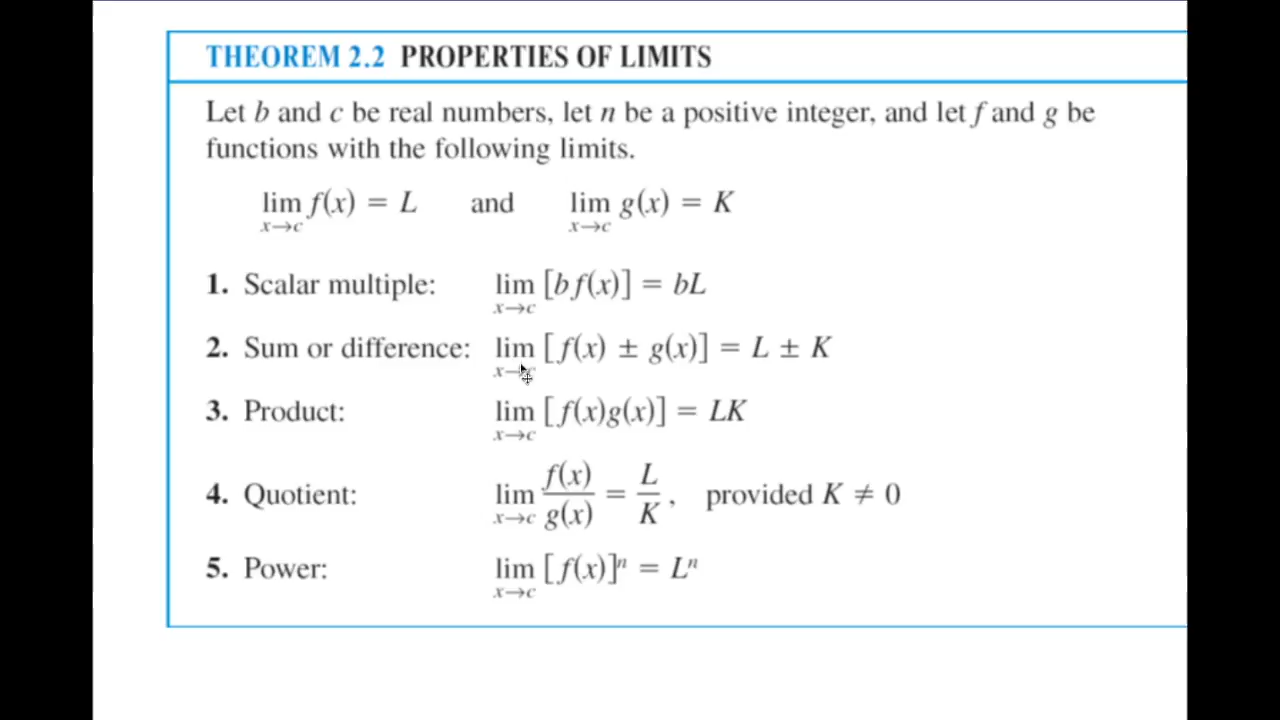 THEOREM 2.2 PROPERTIES OF LIMITS
Let b and c be real numbers, let n be a positive integer, and let f and g be
functions with the following limits.
lim x→c f(x) = L and lim x→c g(x) = K
1. Scalar multiple: lim x→c [b f(x)] = bL
2. Sum or difference: lim x→c [f(x) ± g(x)] = L ± K
3. Product: lim x→c [f(x)g(x)] = LK
4. Quotient: lim x→c f(x)/g(x) = L/K, provided K ≠ 0
5. Power: lim x→c [f(x)]ⁿ = Lⁿ